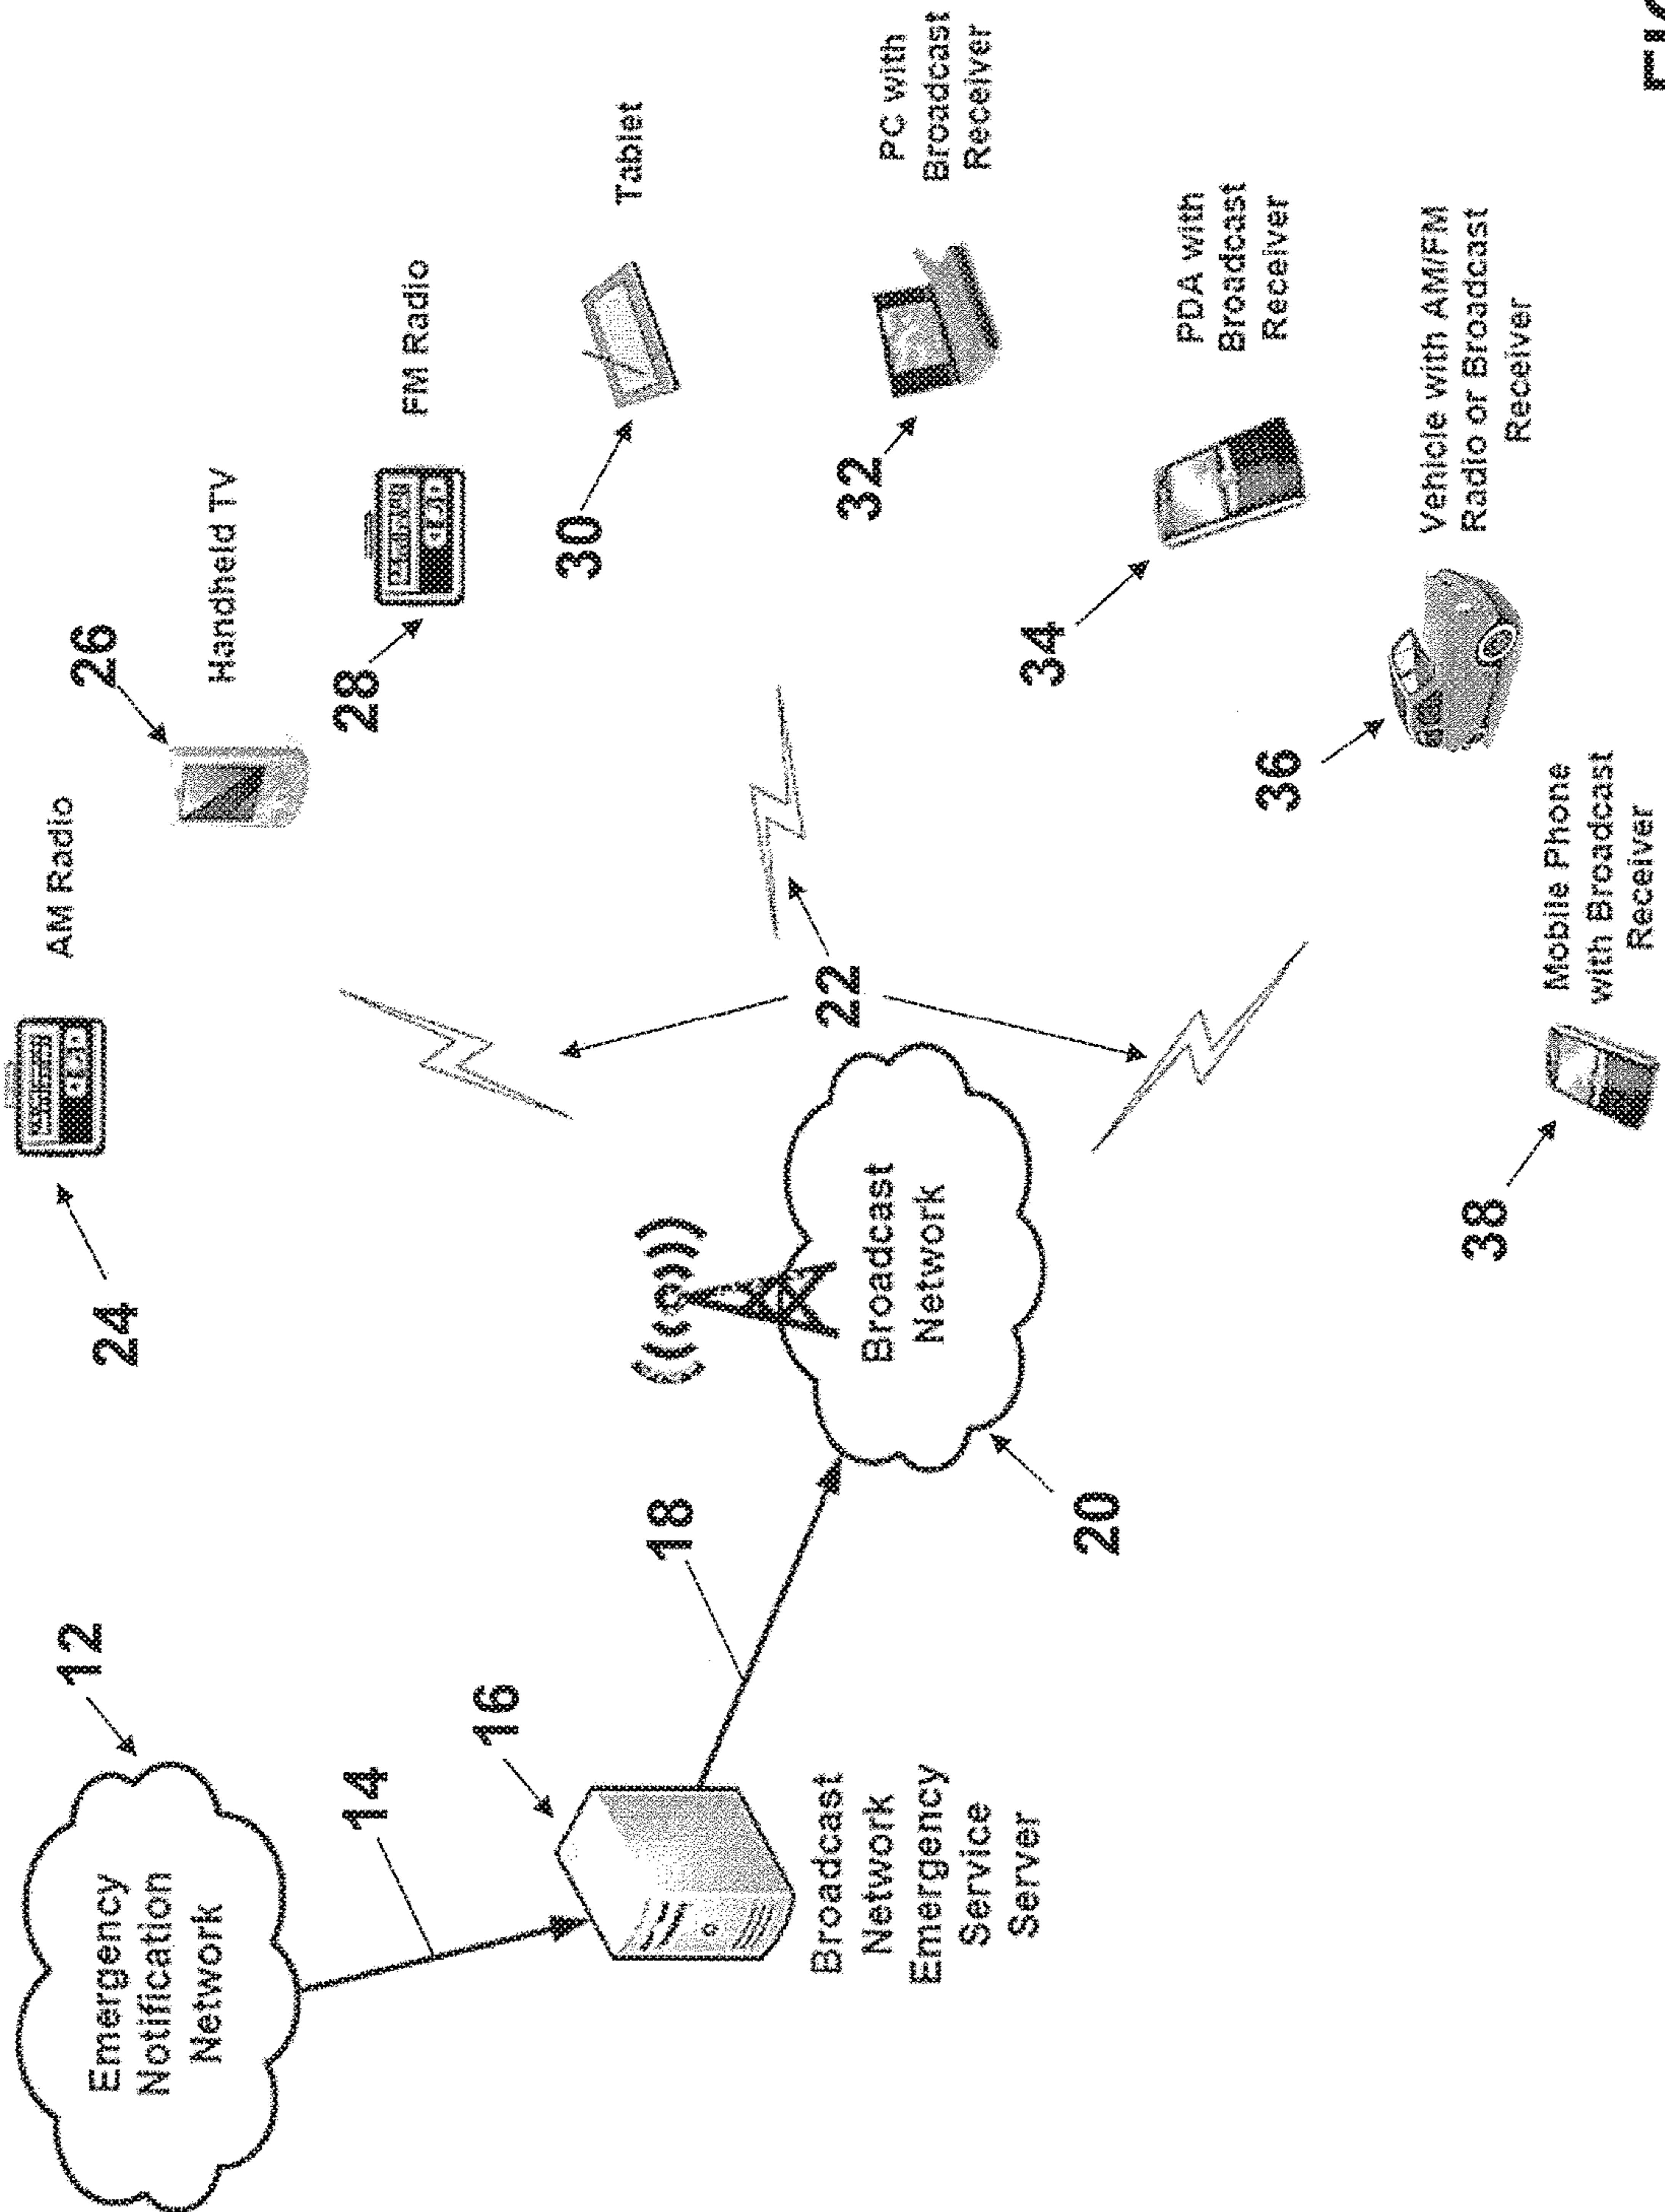 12
Emergency
Notification
Network
14
16
Broadcast
Network
Emergency
Service
Server
18
20
Broadcast
Network
22
24
AM Radio
26
Handheld TV
28
FM Radio
30
Tablet
32
PC with
Broadcast
Receiver
34
PDA with
Broadcast
Receiver
36
Vehicle with AM/FM
Radio or Broadcast
Receiver
38
Mobile Phone
with Broadcast
Receiver